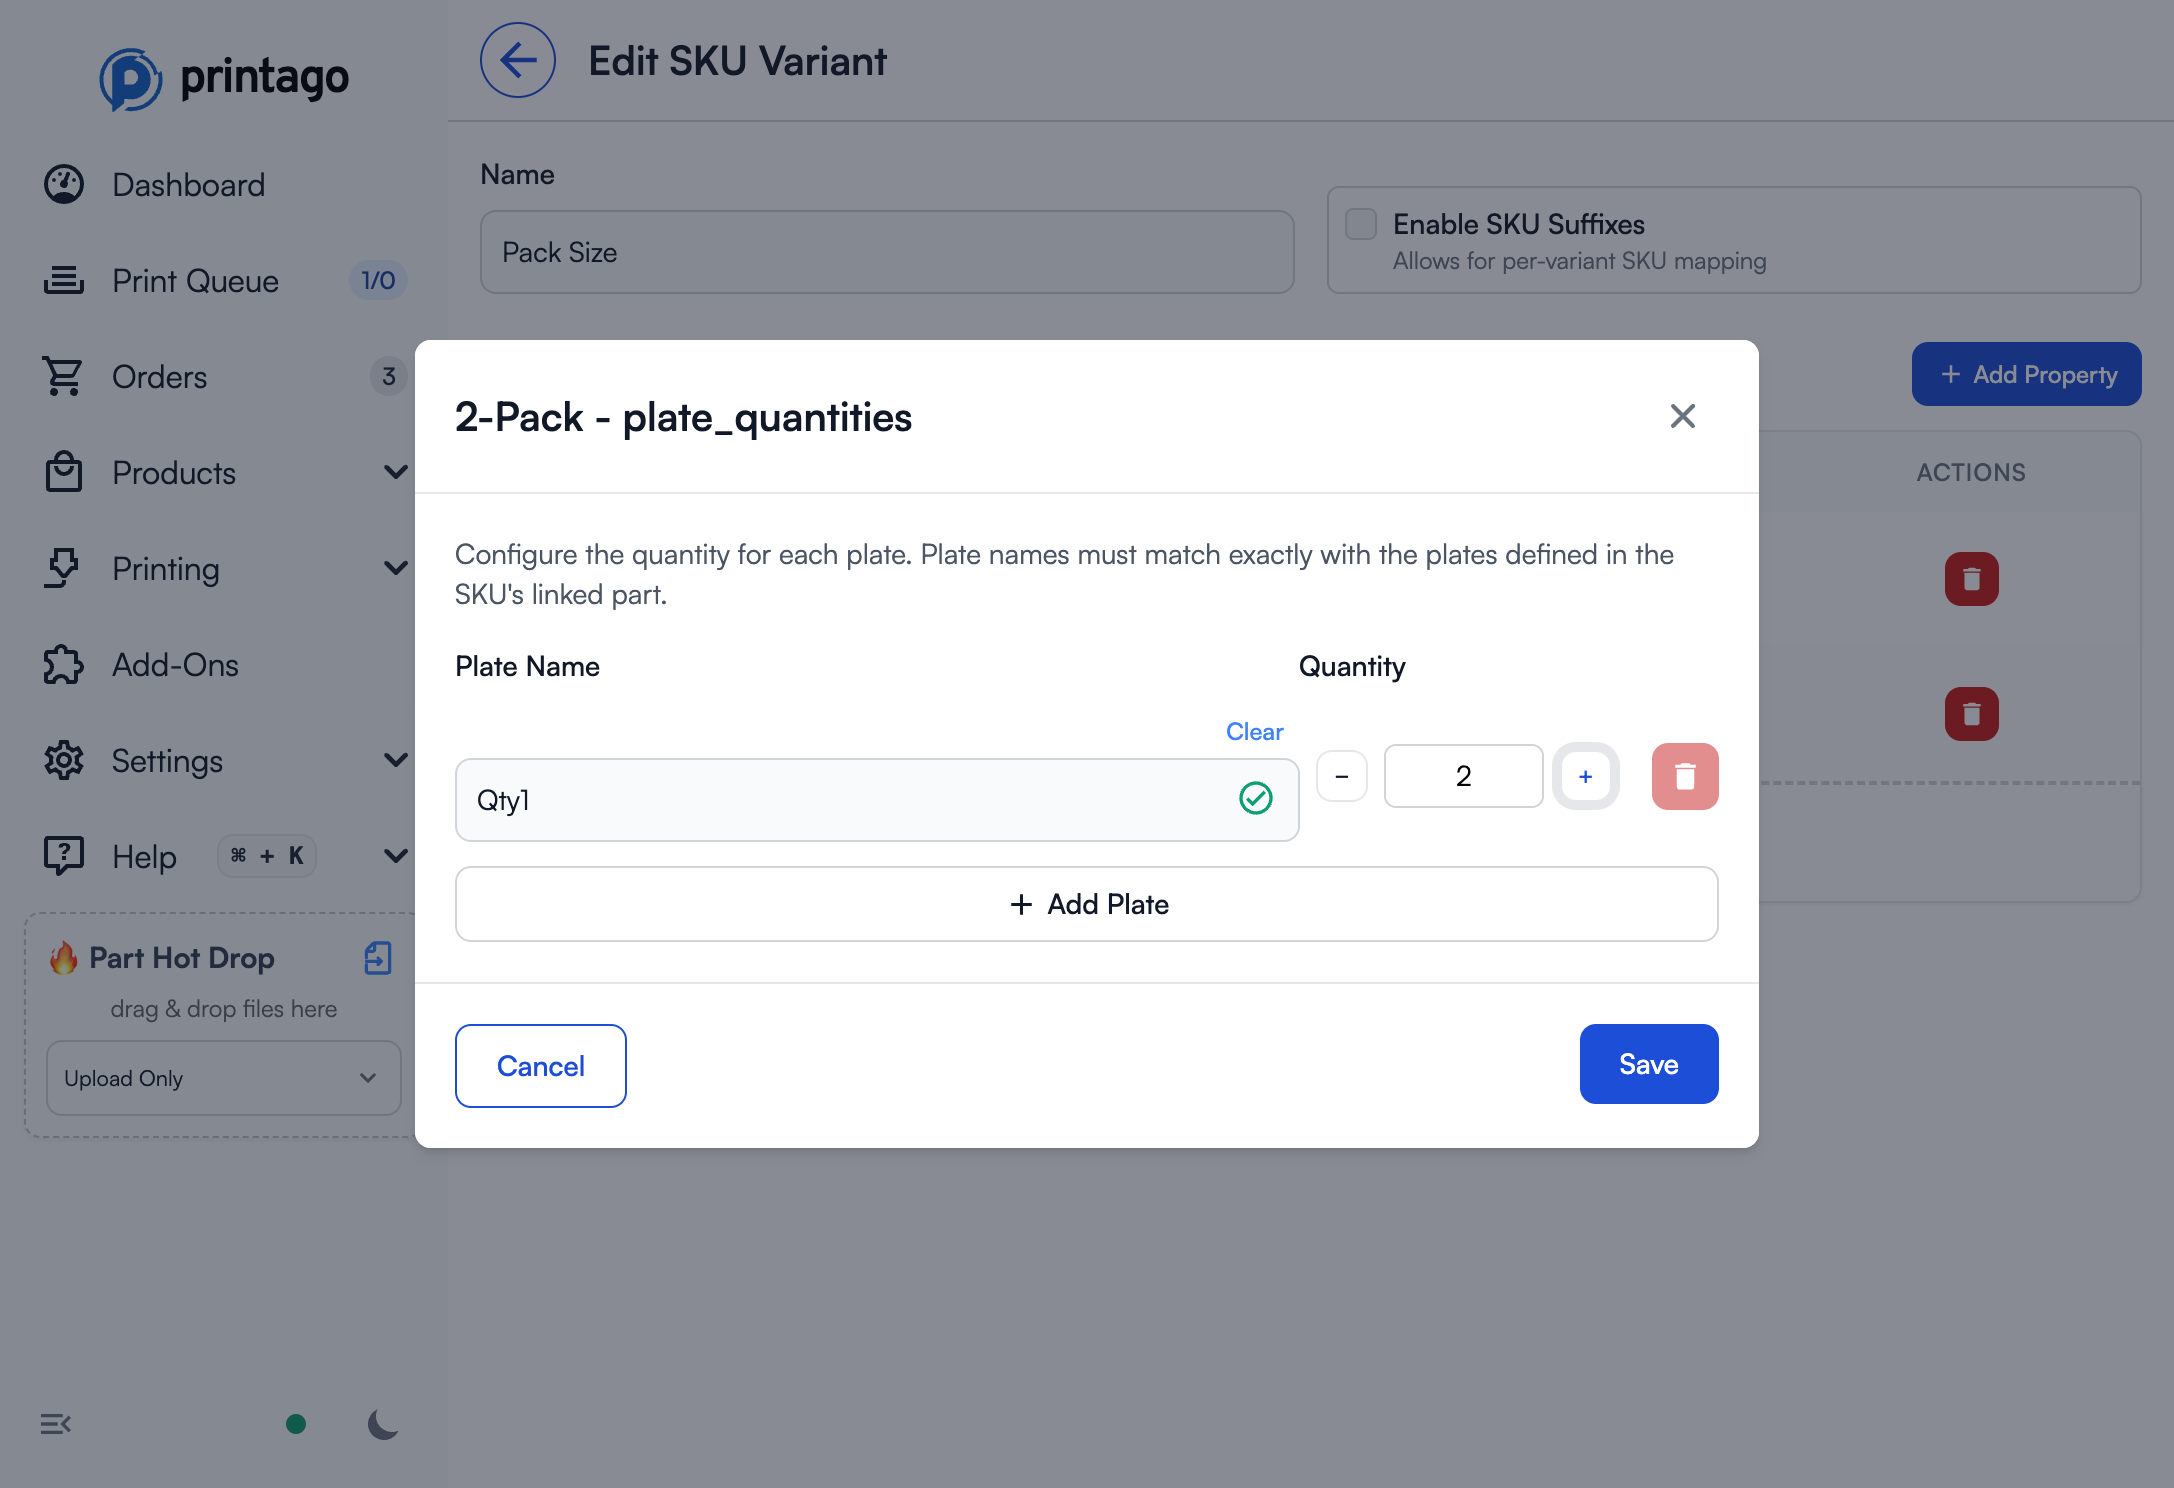 printago
Dashboard
Print Queue
1/0
Orders
3
Products
Printing
Add-Ons
Settings
Help
⌘ + K
🔥 Part Hot Drop
drag & drop files here
Upload Only
Edit SKU Variant
Name
Pack Size
Enable SKU Suffixes
Allows for per-variant SKU mapping
+ Add Property
ACTIONS
2-Pack - plate_quantities
Configure the quantity for each plate. Plate names must match exactly with the plates defined in the
SKU's linked part.
Plate Name
Quantity
Clear
Qty1
−
2
+
+ Add Plate
Cancel
Save